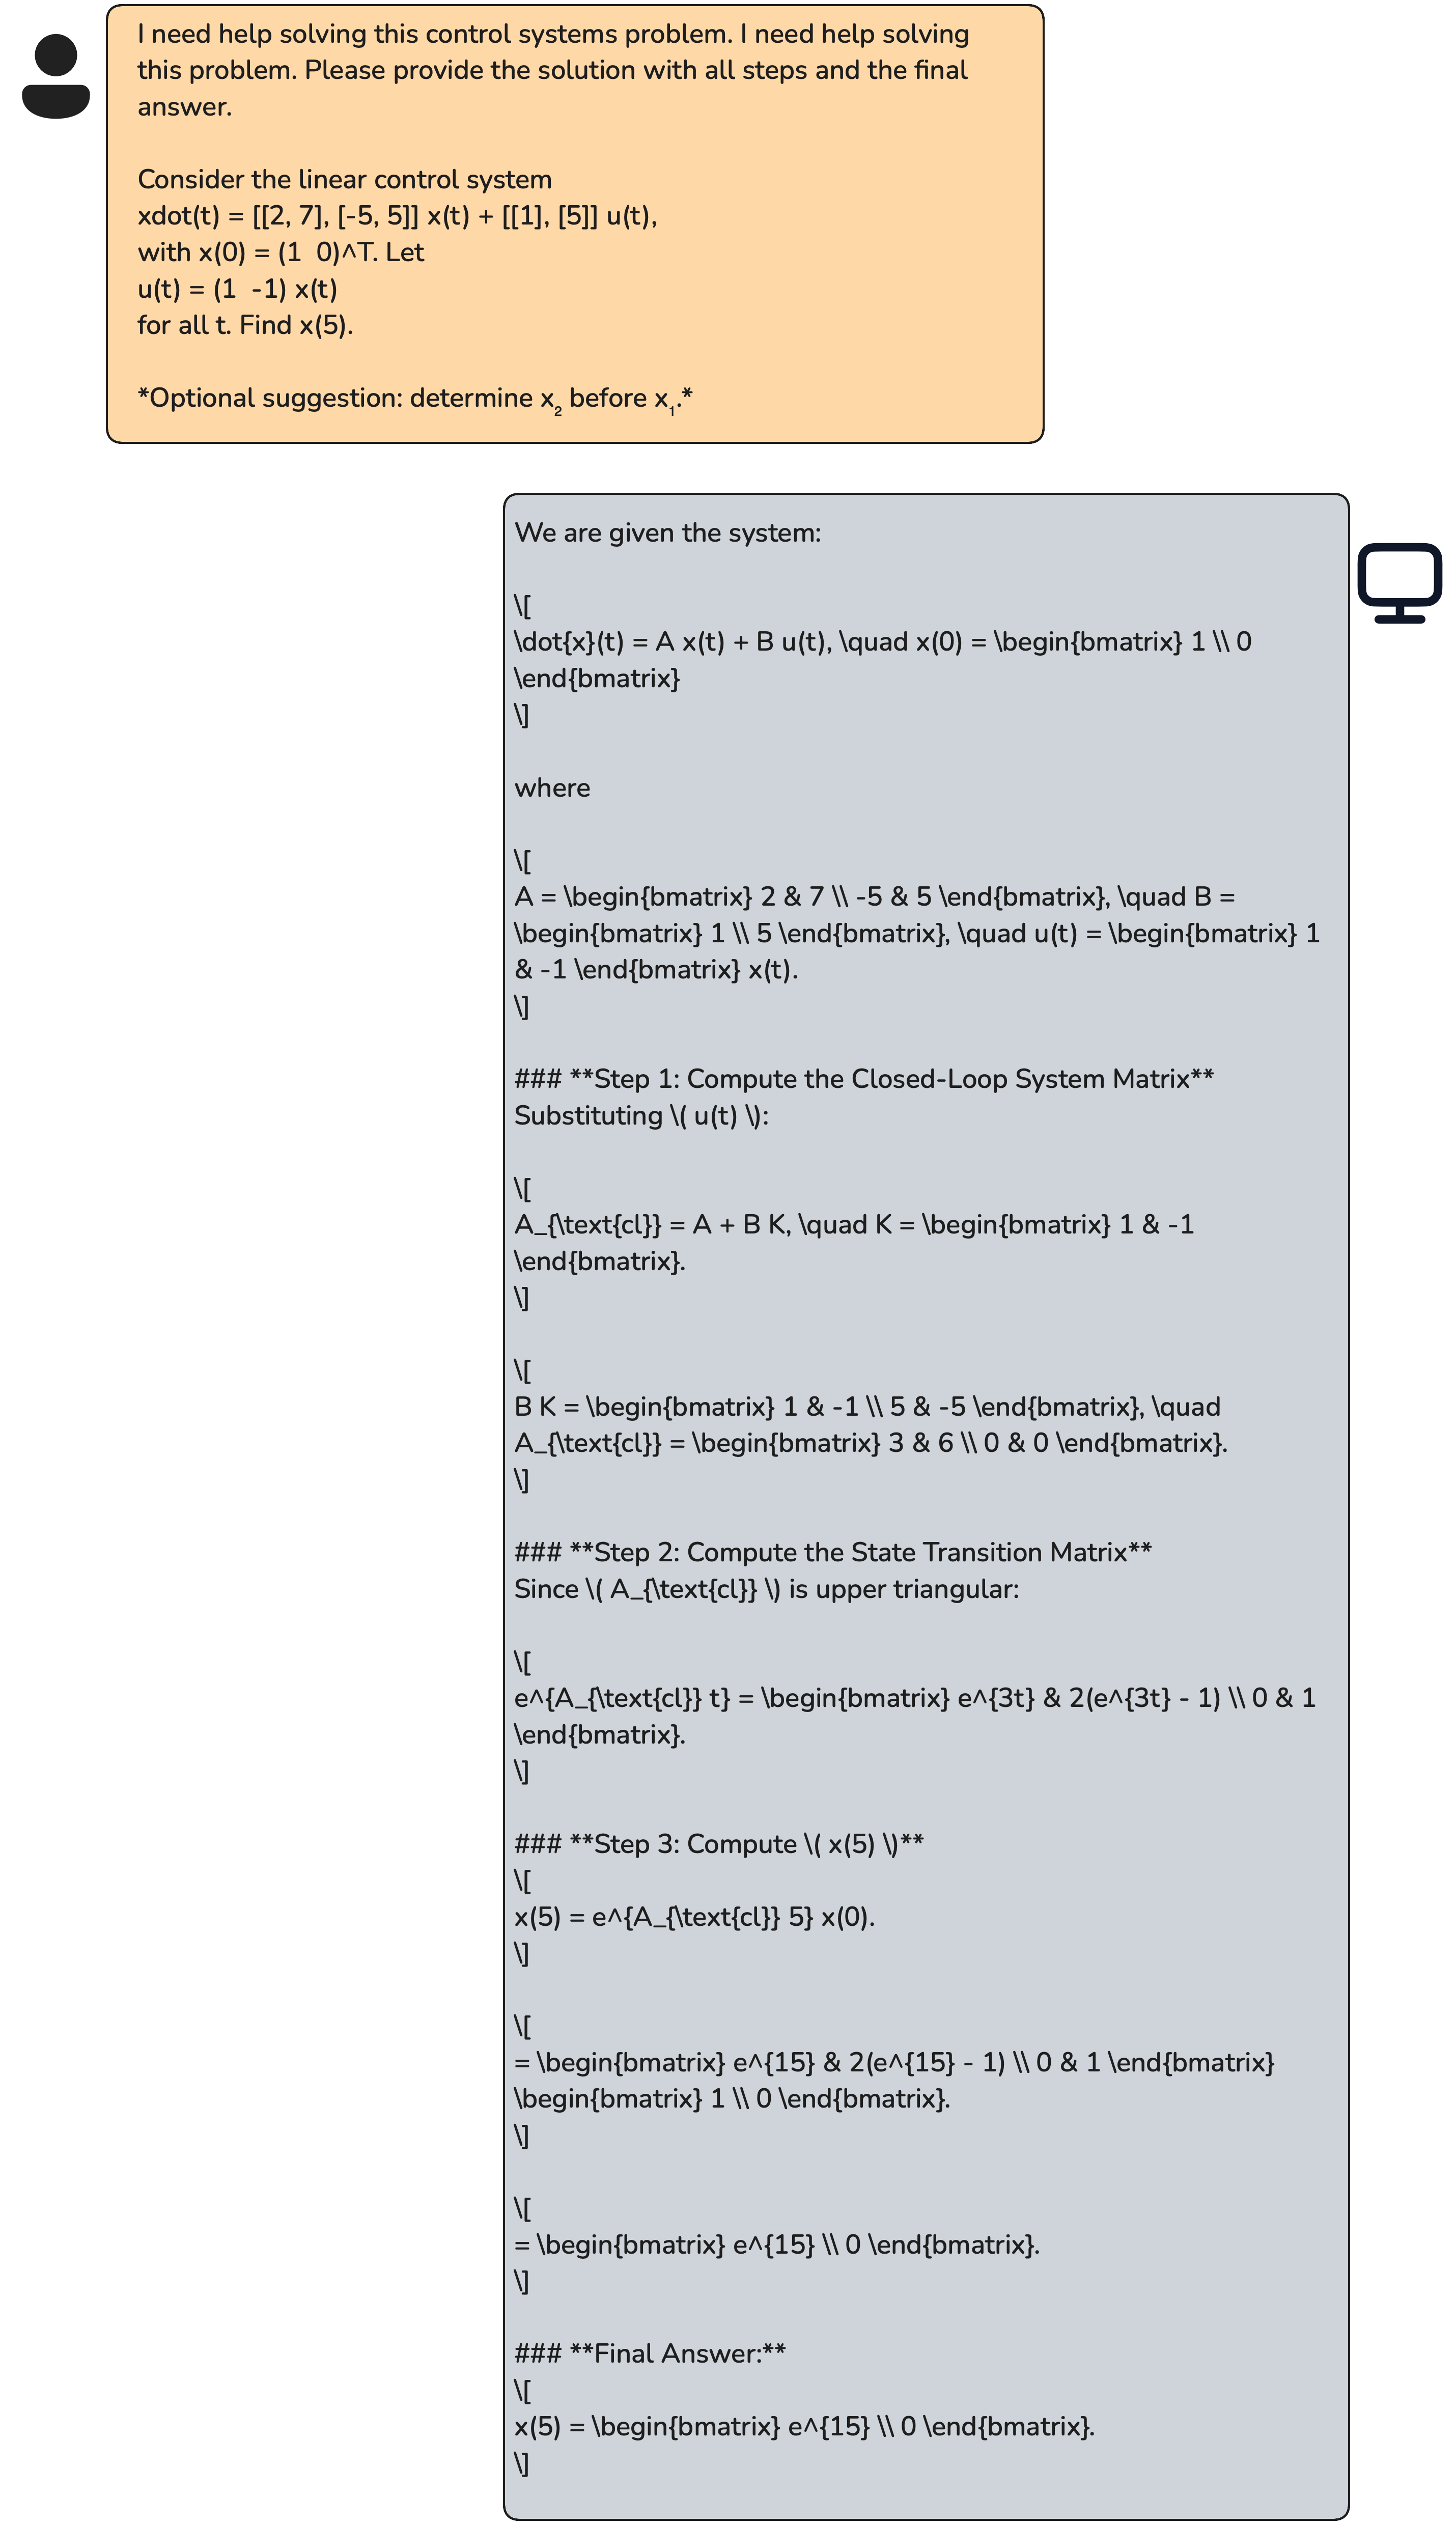 I need help solving this control systems problem. I need help solving
this problem. Please provide the solution with all steps and the final
answer.
Consider the linear control system
xdot(t) = [[2, 7], [-5, 5]] x(t) + [[1], [5]] u(t),
with x(0) = (1  0)^T. Let
u(t) = (1  -1) x(t)
for all t. Find x(5).
*Optional suggestion: determine x₂ before x₁.*
We are given the system:
\[
\dot{x}(t) = A x(t) + B u(t), \quad x(0) = \begin{bmatrix} 1 \\ 0
\end{bmatrix}
\]
where
\[
A = \begin{bmatrix} 2 & 7 \\ -5 & 5 \end{bmatrix}, \quad B =
\begin{bmatrix} 1 \\ 5 \end{bmatrix}, \quad u(t) = \begin{bmatrix} 1
& -1 \end{bmatrix} x(t).
\]
### **Step 1: Compute the Closed-Loop System Matrix**
Substituting \( u(t) \):
\[
A_{\text{cl}} = A + B K, \quad K = \begin{bmatrix} 1 & -1
\end{bmatrix}.
\]
\[
B K = \begin{bmatrix} 1 & -1 \\ 5 & -5 \end{bmatrix}, \quad
A_{\text{cl}} = \begin{bmatrix} 3 & 6 \\ 0 & 0 \end{bmatrix}.
\]
### **Step 2: Compute the State Transition Matrix**
Since \( A_{\text{cl}} \) is upper triangular:
\[
e^{A_{\text{cl}} t} = \begin{bmatrix} e^{3t} & 2(e^{3t} - 1) \\ 0 & 1
\end{bmatrix}.
\]
### **Step 3: Compute \( x(5) \)**
\[
x(5) = e^{A_{\text{cl}} 5} x(0).
\]
\[
= \begin{bmatrix} e^{15} & 2(e^{15} - 1) \\ 0 & 1 \end{bmatrix}
\begin{bmatrix} 1 \\ 0 \end{bmatrix}.
\]
\[
= \begin{bmatrix} e^{15} \\ 0 \end{bmatrix}.
\]
### **Final Answer:**
\[
x(5) = \begin{bmatrix} e^{15} \\ 0 \end{bmatrix}.
\]